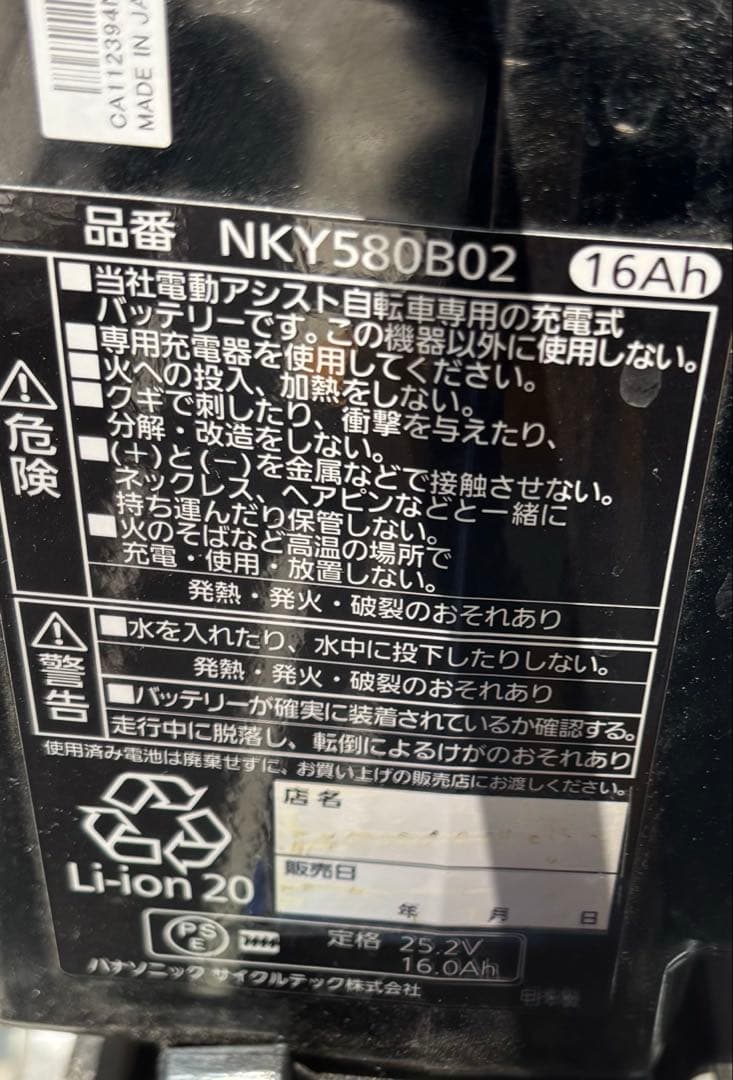 CA112394
MADE IN JA
品番 NKY580B02 16Ah
危険
■当社電動アシスト自転車専用の充電式
バッテリーです。この機器以外に使用しない。
■専用充電器を使用してください。
■火への投入、加熱をしない。
■クギで刺したり、衝撃を与えたり、
分解・改造をしない。
■(+)と(−)を金属などで接触させない。
ネックレス、ヘアピンなどと一緒に
持ち運んだり保管しない。
■火のそばなど高温の場所で
充電・使用・放置しない。
発熱・発火・破裂のおそれあり
警告
■水を入れたり、水中に投下したりしない。
発熱・発火・破裂のおそれあり
■バッテリーが確実に装着されているか確認する。
走行中に脱落し、転倒によるけがのおそれあり
使用済み電池は廃棄せずに、お買い上げの販売店にお渡しください。
店名
販売日
年 月 日
Li-ion 20
PSE
定格 25.2V
16.0Ah
パナソニック サイクルテック株式会社